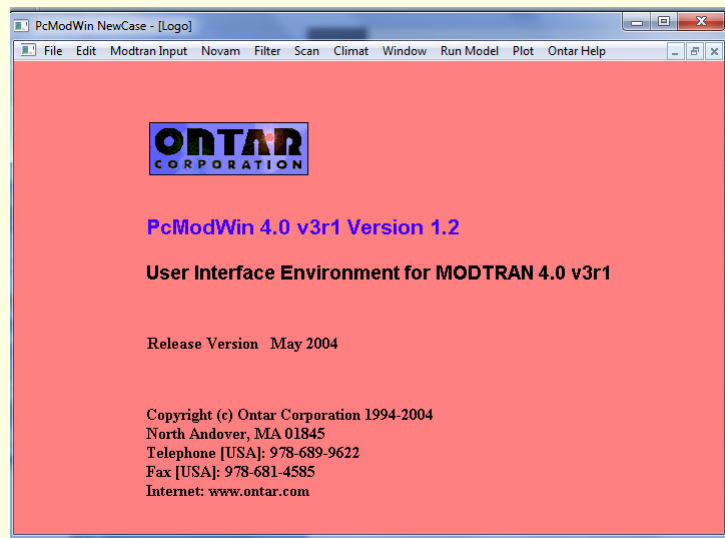 PcModWin NewCase - [Logo]
File Edit Modtran Input Novam Filter Scan Climat Window Run Model Plot Ontar Help
ONTAR
CORPORATION
PcModWin 4.0 v3r1 Version 1.2
User Interface Environment for MODTRAN 4.0 v3r1
Release Version May 2004
Copyright (c) Ontar Corporation 1994-2004
North Andover, MA 01845
Telephone [USA]: 978-689-9622
Fax [USA]: 978-681-4585
Internet: www.ontar.com